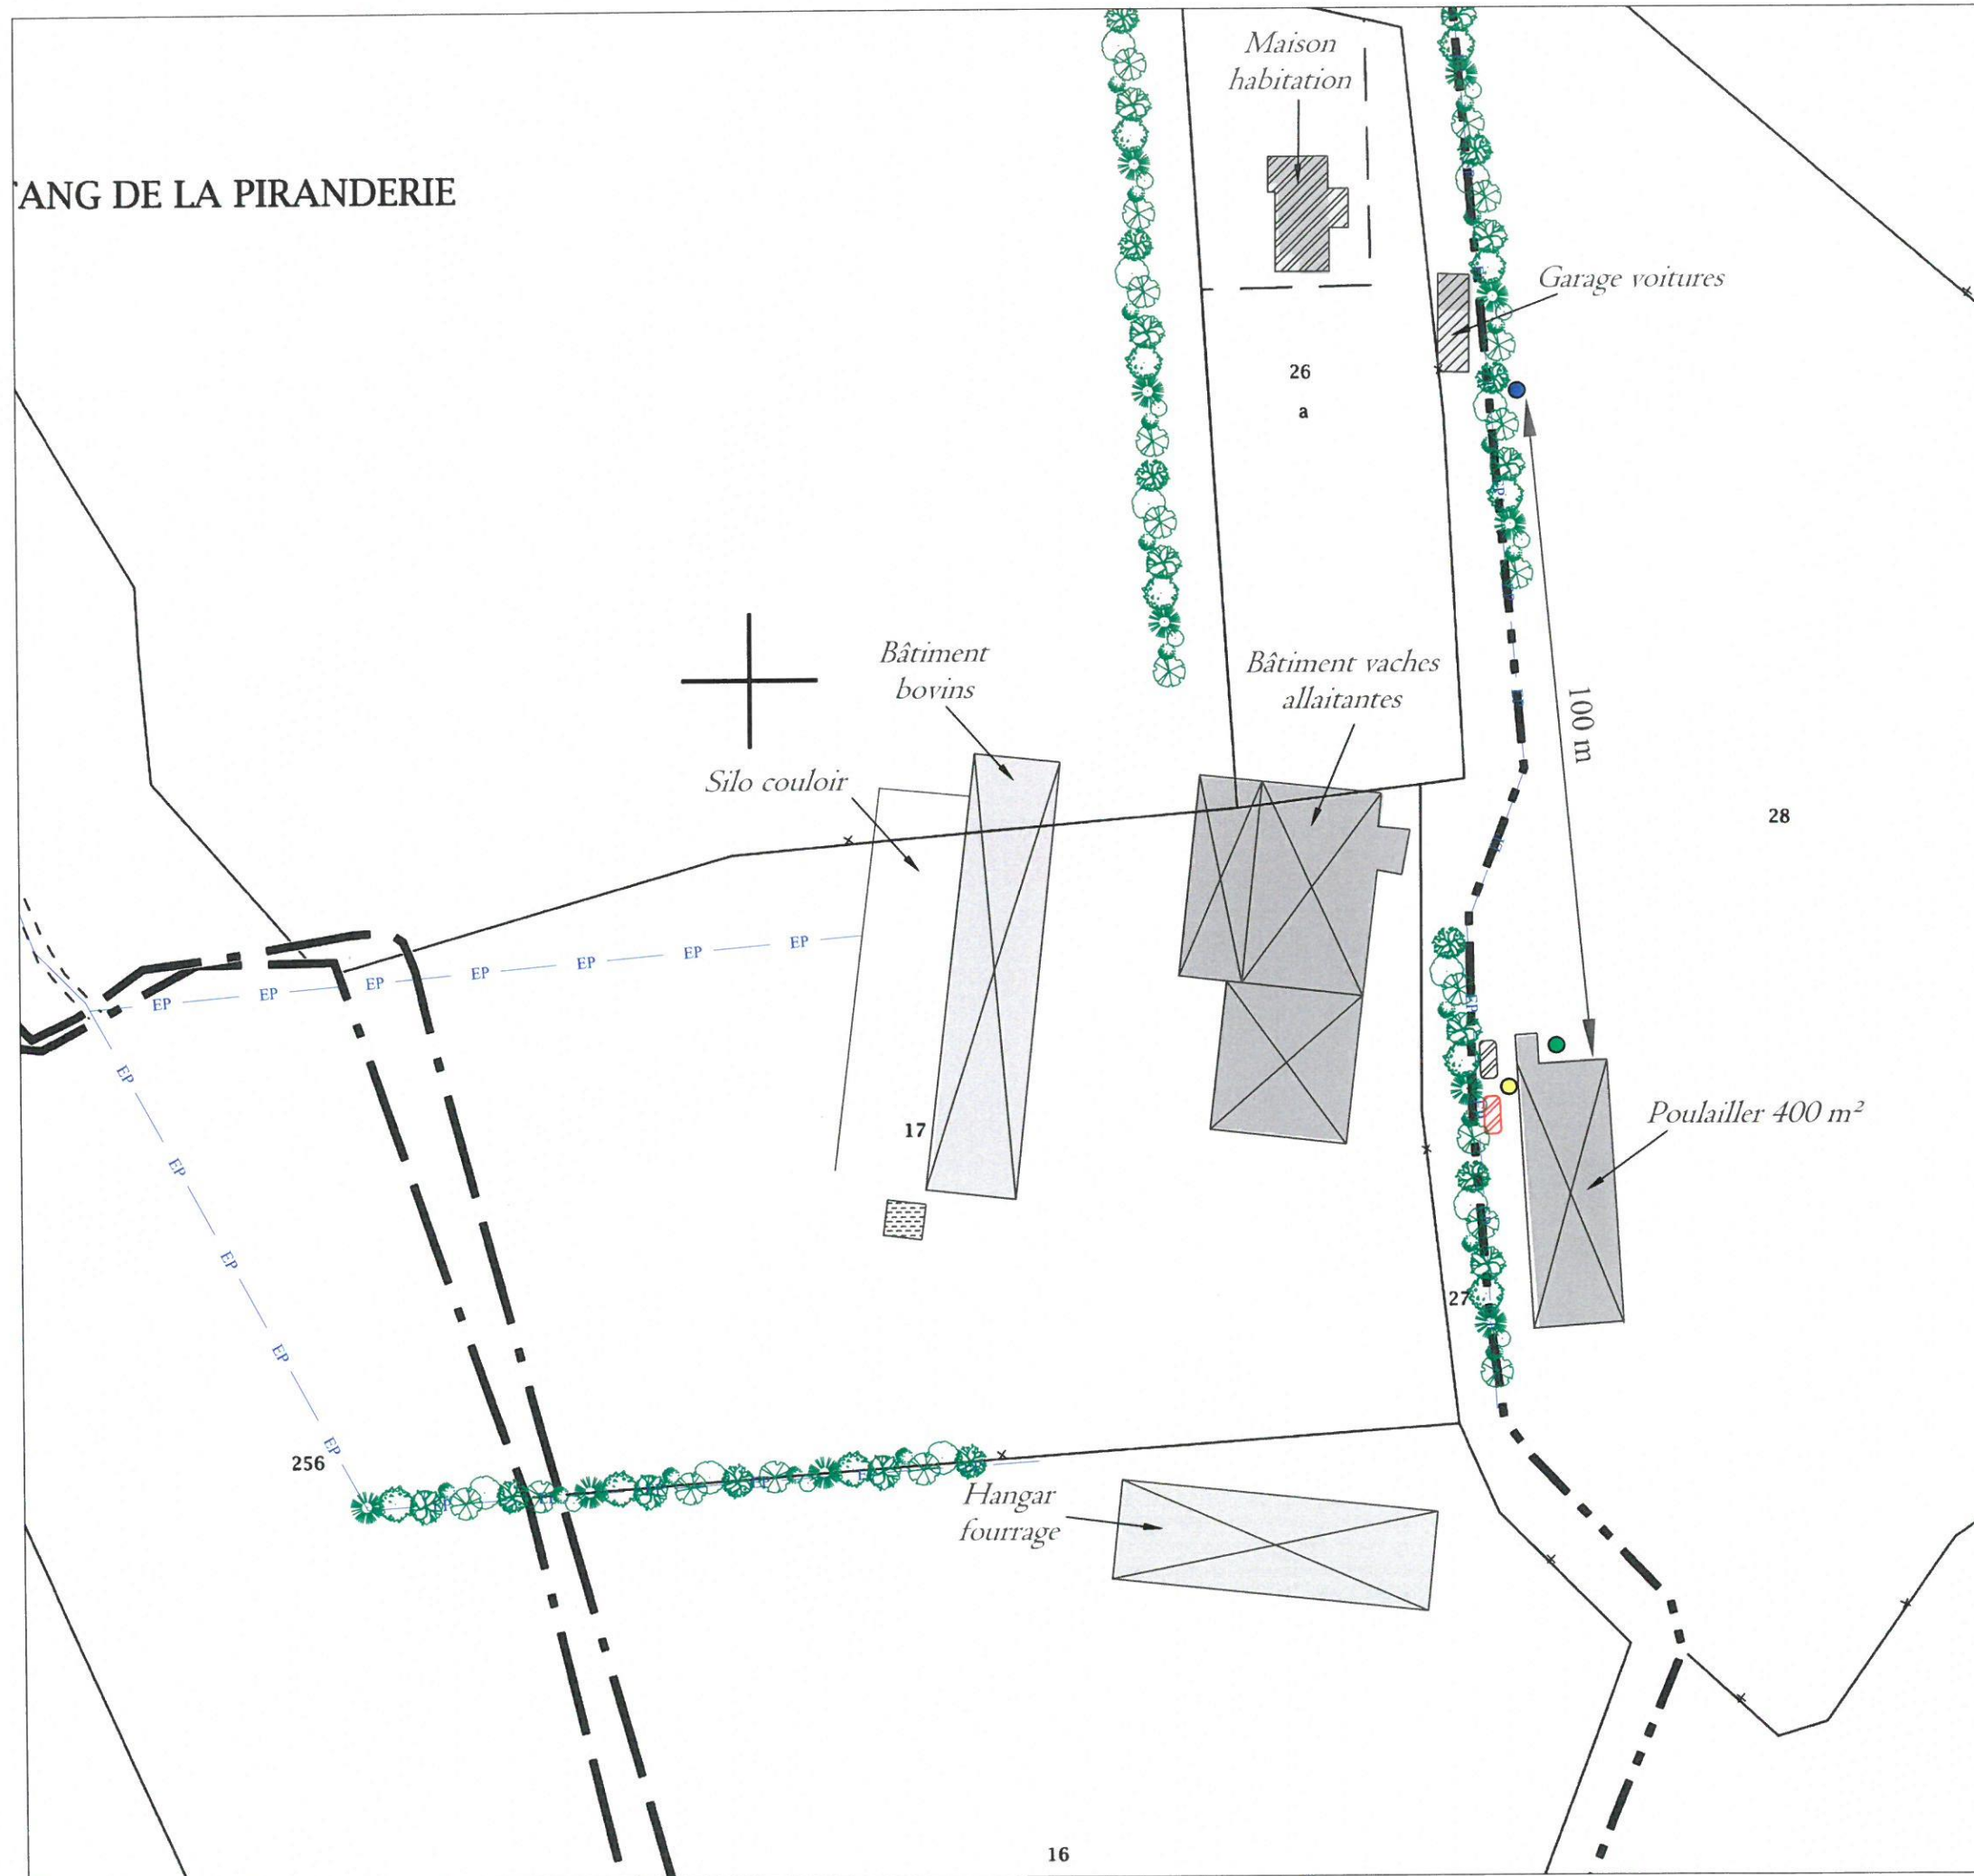 Maison
habitation
'ANG DE LA PIRANDERIE
Garage voitures
26
a
Bâtiment
bovins
Bâtiment vaches
allaitantes
100 m
Silo couloir
28
EP
EP
EP
EP
EP
EP
EP
EP
EP
EP
EP
EP
17
Poulailler 400 m²
27
256
Hangar
fourrage
16